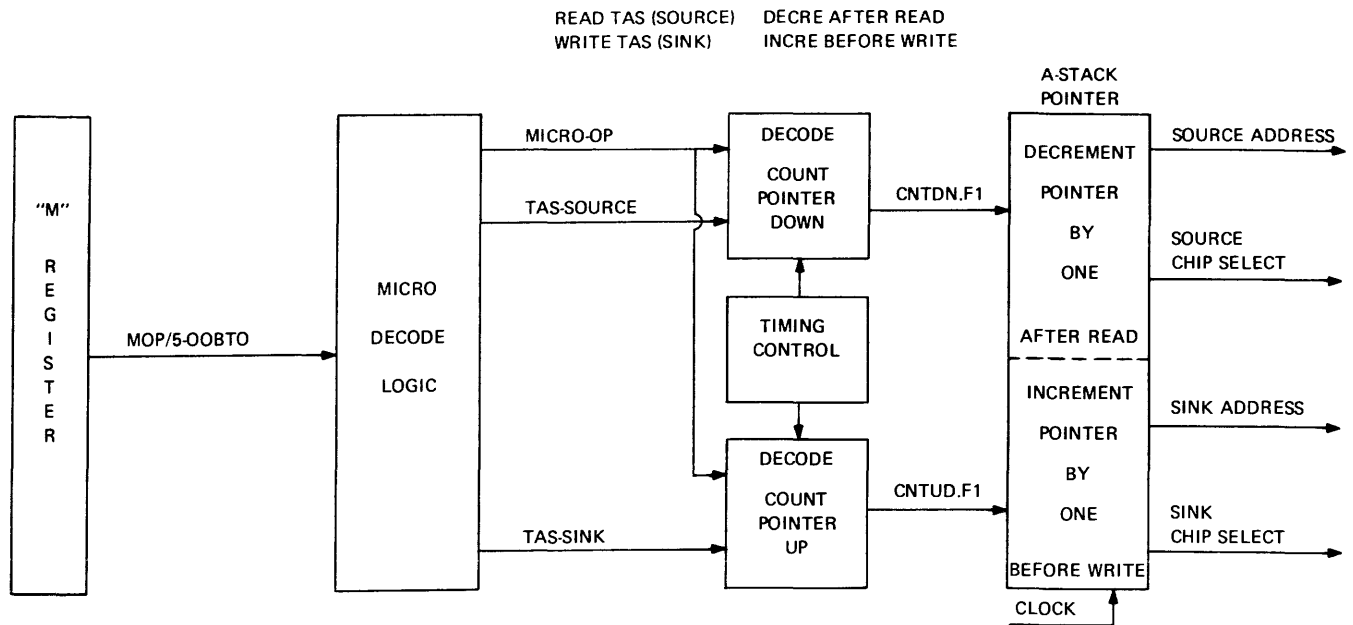 READ TAS (SOURCE) DECRE AFTER READ
WRITE TAS (SINK) INCRE BEFORE WRITE
"M"
REGISTER
MOP/5-OOBTO
MICRO
DECODE
LOGIC
MICRO-OP
TAS-SOURCE
TAS-SINK
DECODE
COUNT
POINTER
DOWN
TIMING
CONTROL
DECODE
COUNT
POINTER
UP
CNTDN.F1
CNTUD.F1
A-STACK
POINTER
DECREMENT
POINTER
BY
ONE
AFTER READ
INCREMENT
POINTER
BY
ONE
BEFORE WRITE
CLOCK
SOURCE ADDRESS
SOURCE
CHIP SELECT
SINK ADDRESS
SINK
CHIP SELECT